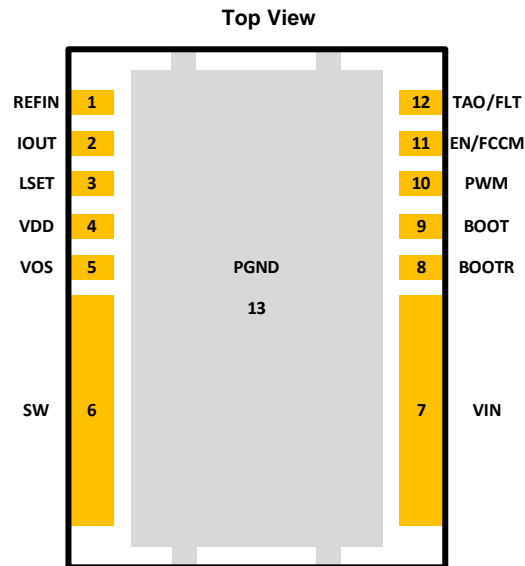 Top View
REFIN 1 12 TAO/FLT
IOUT 2 11 EN/FCCM
LSET 3 10 PWM
VDD 4 9 BOOT
VOS 5 PGND 8 BOOTR
13
SW 6 7 VIN